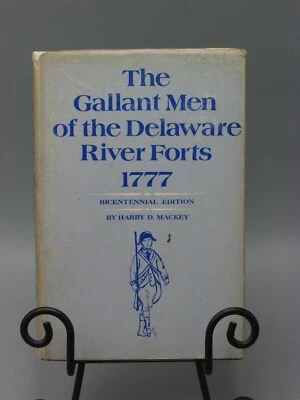 The
Gallant Men
of the Delaware
River Forts
1777
BICENTENNIAL EDITION
BY HARRY D. MACKEY